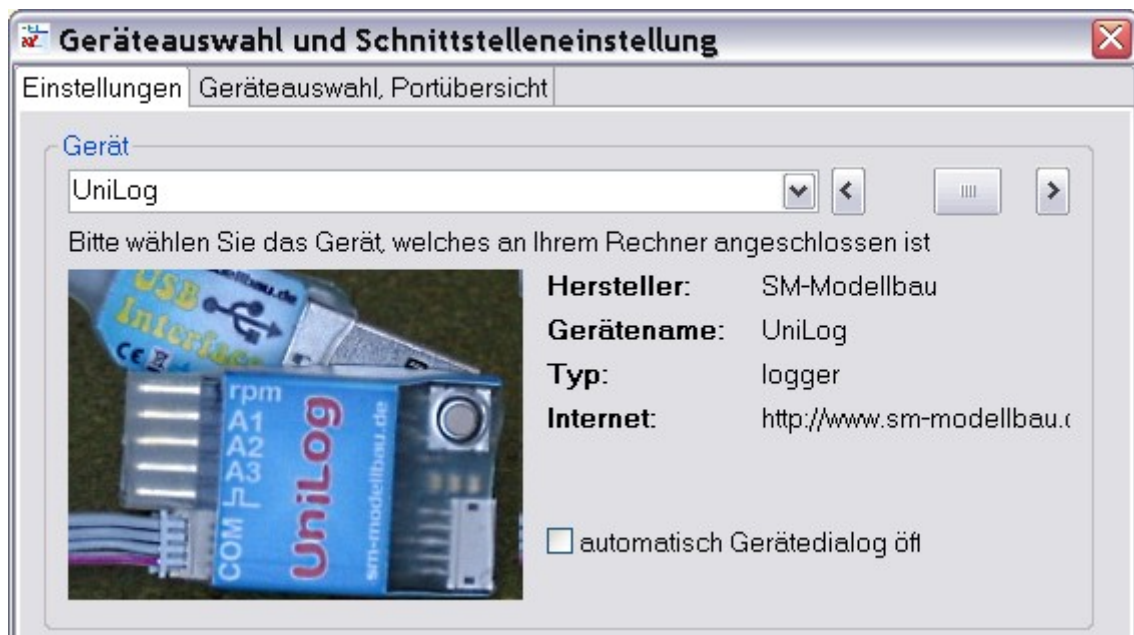 Geräteauswahl und Schnittstelleneinstellung
Einstellungen Geräteauswahl, Portübersicht
Gerät
UniLog
Bitte wählen Sie das Gerät, welches an Ihrem Rechner angeschlossen ist
USB
Interface
CE
rpm
A1
A2
A3
COM
UniLog
sm-modellbau.de
Hersteller: SM-Modellbau
Gerätename: UniLog
Typ: logger
Internet: http://www.sm-modellbau.
automatisch Gerätedialog öf